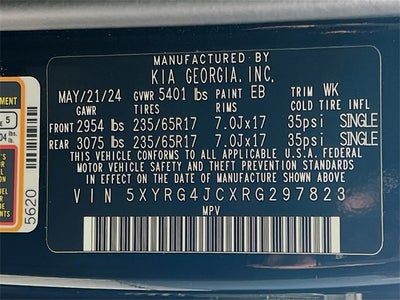 MANUFACTURED BY
KIA GEORGIA, INC.
MAY/21/24 GVWR 5401 lbs PAINT EB TRIM WK
GAWR TIRES RIMS COLD TIRE INFL
FRONT 2954 lbs 235/65R17 7.0Jx17 35psi SINGLE
REAR 3075 lbs 235/65R17 7.0Jx17 35psi SINGLE
THIS VEHICLE CONFORMS TO ALL APPLICABLE U.S.A. FEDERAL
MOTOR VEHICLE SAFETY AND THEFT PREVENTION STANDARDS
IN EFFECT ON THE DATE OF MANUFACTURE SHOWN ABOVE.
VIN 5XYRG4JCXRG297823
MPV
5
5620